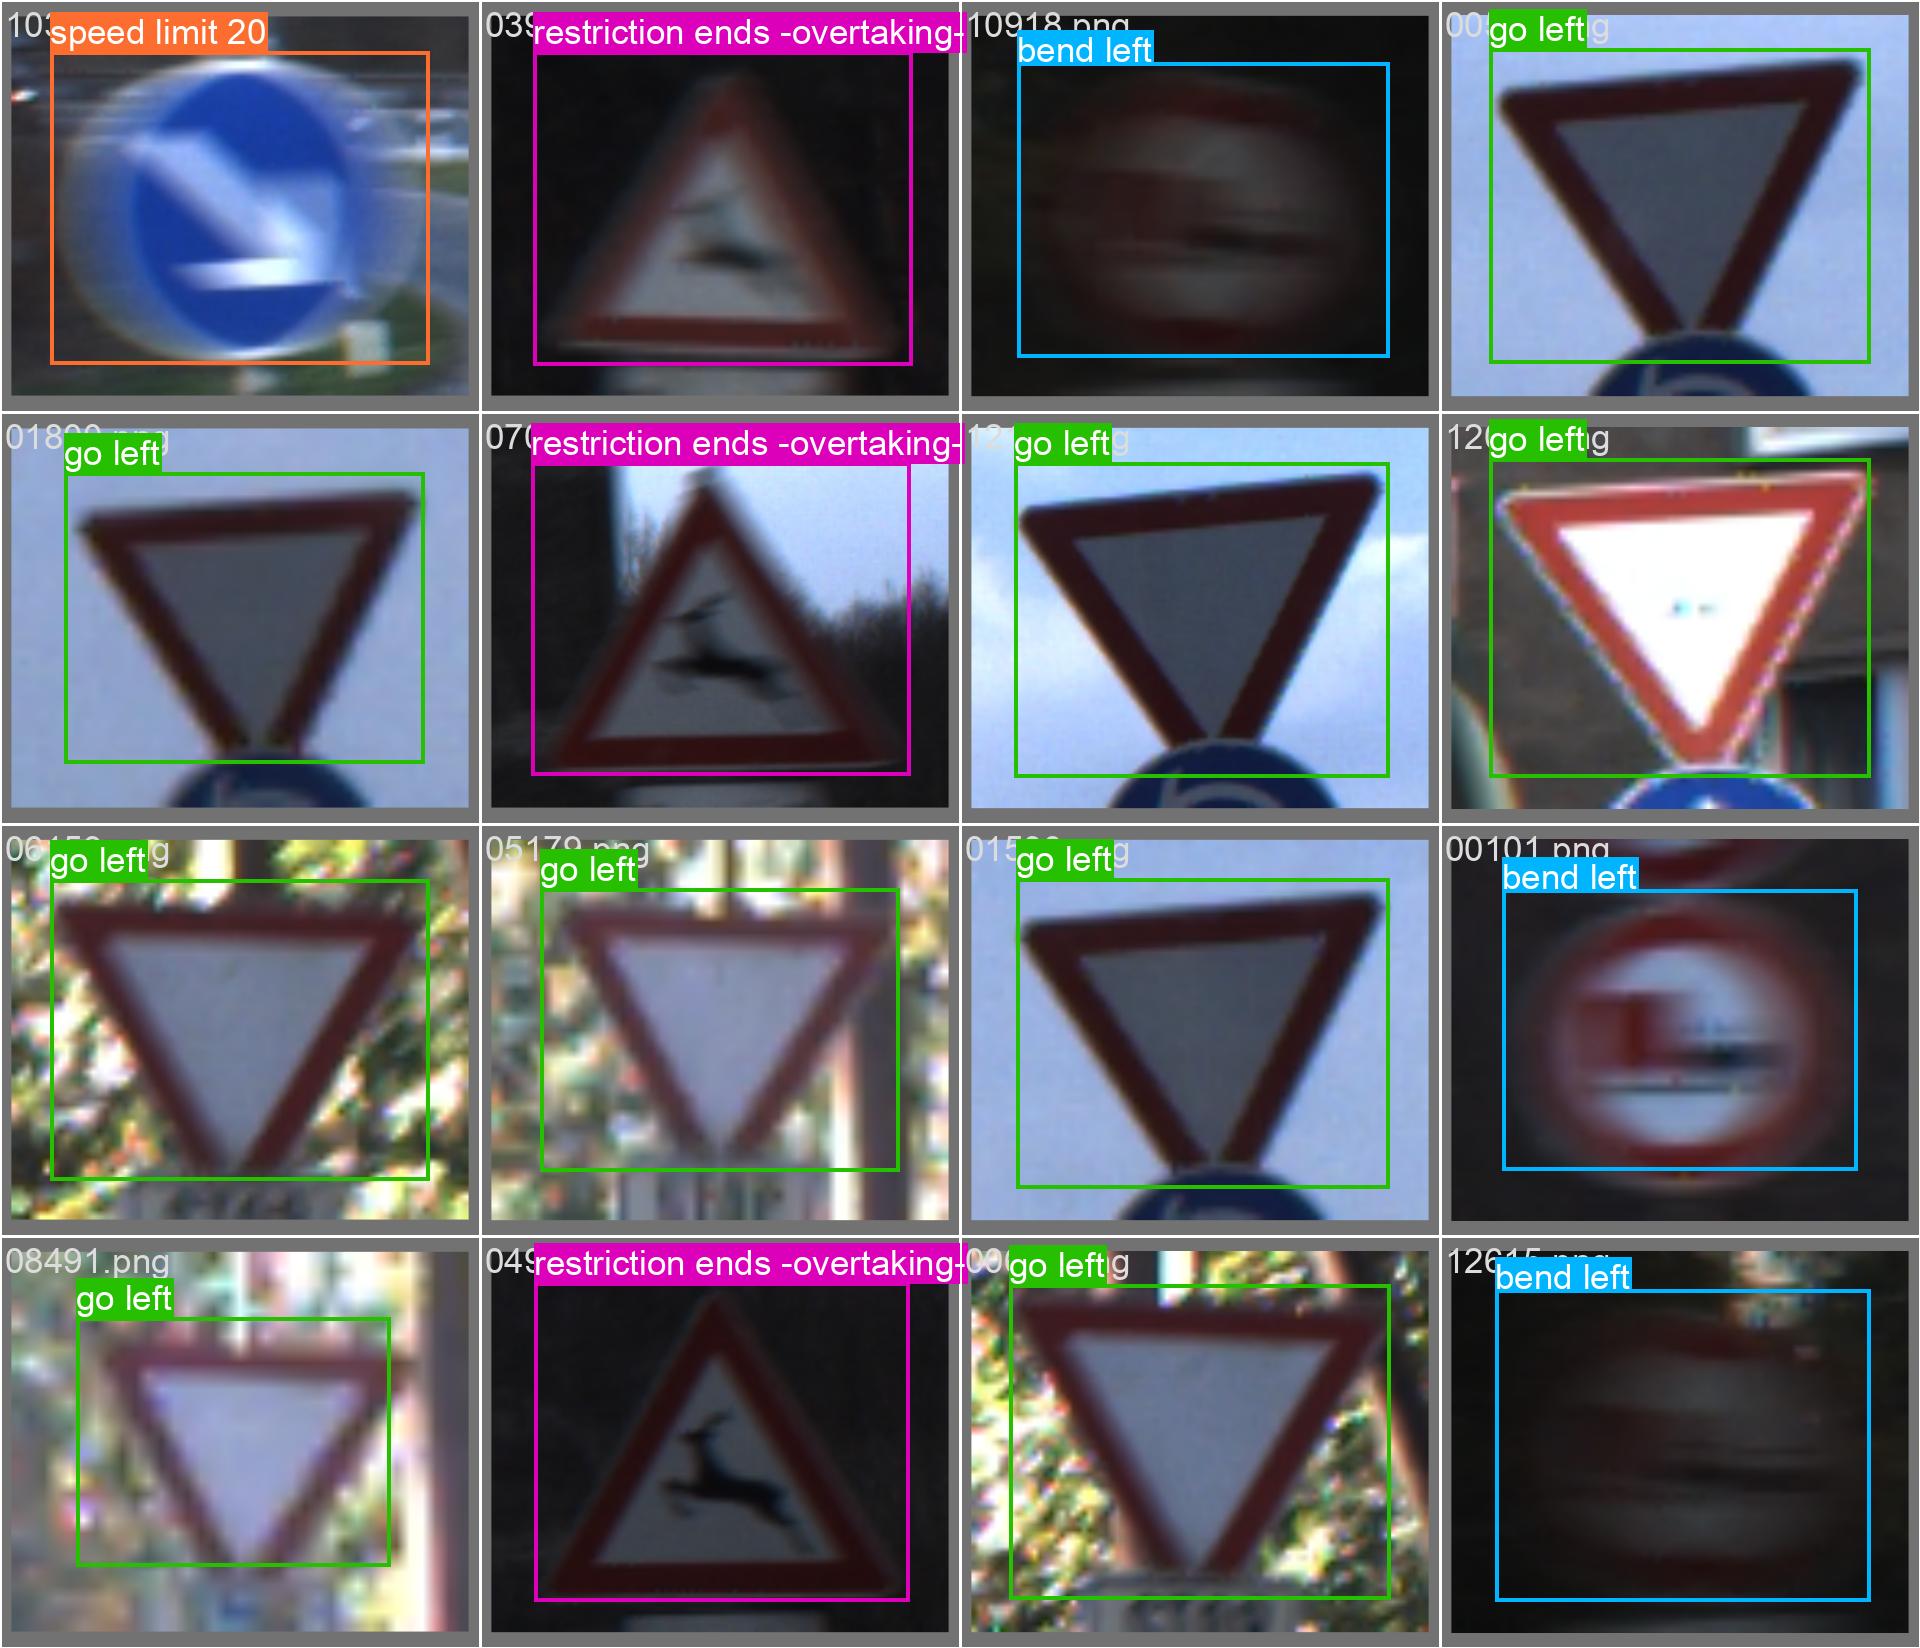 speed limit 20
restriction ends -overtaking-
10918.png
bend left
go left
go left
restriction ends -overtaking-
go left
go left
go left
05179.png
go left
go left
00101.png
bend left
08491.png
go left
restriction ends -overtaking-
go left
bend left